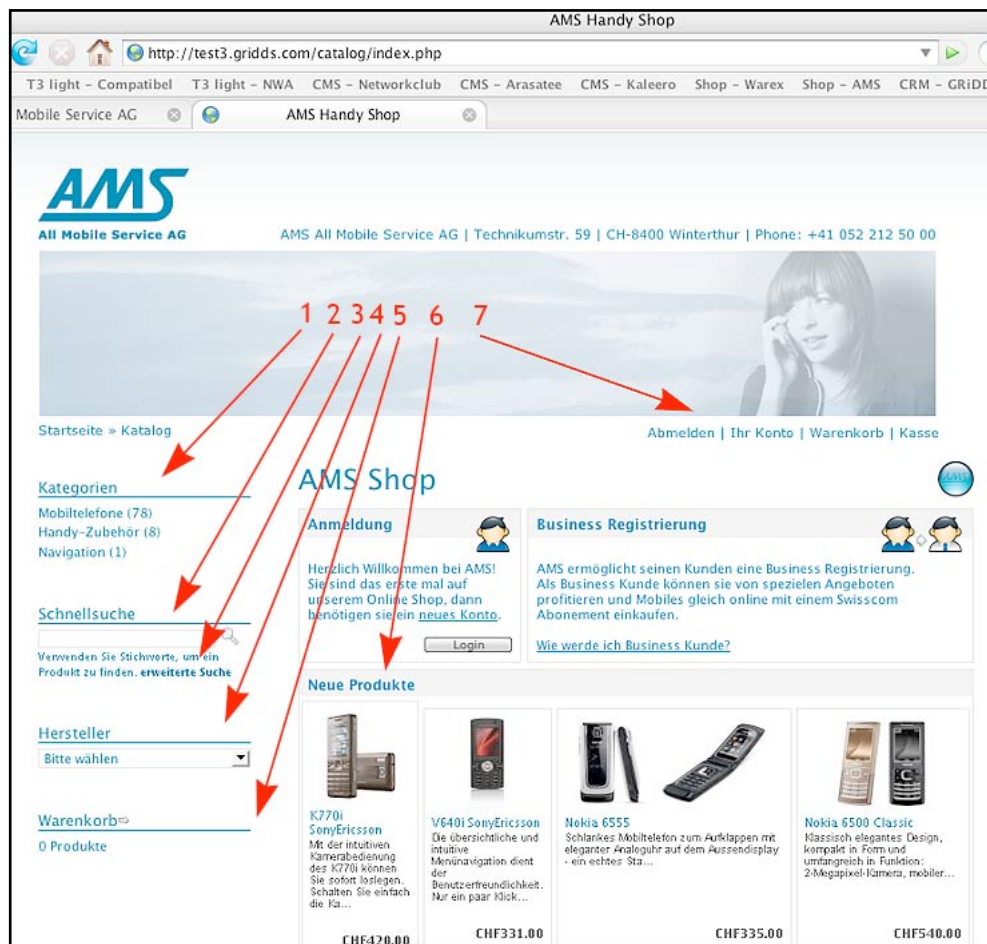 AMS Handy Shop
http://test3.gridds.com/catalog/index.php
T3 light – Compatibel T3 light – NWA CMS – Networkclub CMS – Arasatee CMS – Kaleero Shop – Warex Shop – AMS CRM – GRiDD
Mobile Service AG AMS Handy Shop
AMS
All Mobile Service AG
AMS All Mobile Service AG | Technikumstr. 59 | CH-8400 Winterthur | Phone: +41 052 212 50 00
1 2 3 4 5 6 7
Startseite » Katalog
Abmelden | Ihr Konto | Warenkorb | Kasse
AMS Shop
AMS
Kategorien
Mobiltelefone (78)
Handy-Zubehör (8)
Navigation (1)
Schnellsuche
Verwenden Sie Stichworte, um ein
Produkt zu finden. erweiterte Suche
Hersteller
Bitte wählen
Warenkorb
0 Produkte
Anmeldung
Herzlich Willkommen bei AMS!
Sie sind das erste mal auf
unserem Online Shop, dann
benötigen sie ein neues Konto.
Login
Business Registrierung
AMS ermöglicht seinen Kunden eine Business Registrierung.
Als Business Kunde können sie von spezielen Angeboten
profitieren und Mobiles gleich online mit einem Swisscom
Abonement einkaufen.
Wie werde ich Business Kunde?
Neue Produkte
K770i
SonyEricsson
Mit der intuitiven
Kamerabedienung
des K770i können
Sie sofort loslegen.
Schalten Sie einfach
die Ka...
CHF420.00
V640i SonyEricsson
Die übersichtliche und
intuitive
Menünavigation dient
der
Benutzerfreundlichkeit.
Nur ein paar Klick...
CHF331.00
Nokia 6555
Schlankes Mobiltelefon zum Aufklappen mit
eleganter Analoguhr auf dem Aussendisplay
- ein echtes Sta...
CHF335.00
Nokia 6500 Classic
Klassisch elegantes Design,
kompakt in Form und
umfangreich in Funktion:
2-Megapixel-Kamera, mobiler...
CHF540.00